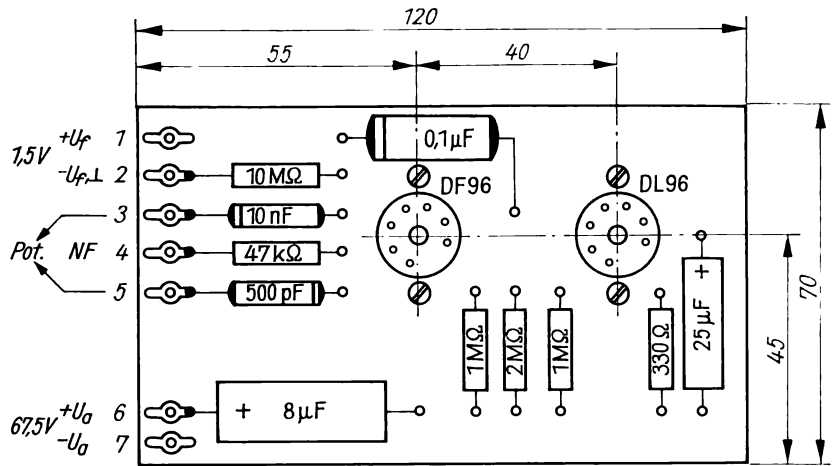 120
55
40
+Uf 1
1,5V
-Uf,⊥ 2
3
Pot. NF 4
5
67,5V
+Ua 6
-Ua 7
0,1µF
10MΩ
10nF
47kΩ
500pF
8µF
DF96
DL96
1MΩ
2MΩ
1MΩ
330Ω
+
25µF
+
45
70